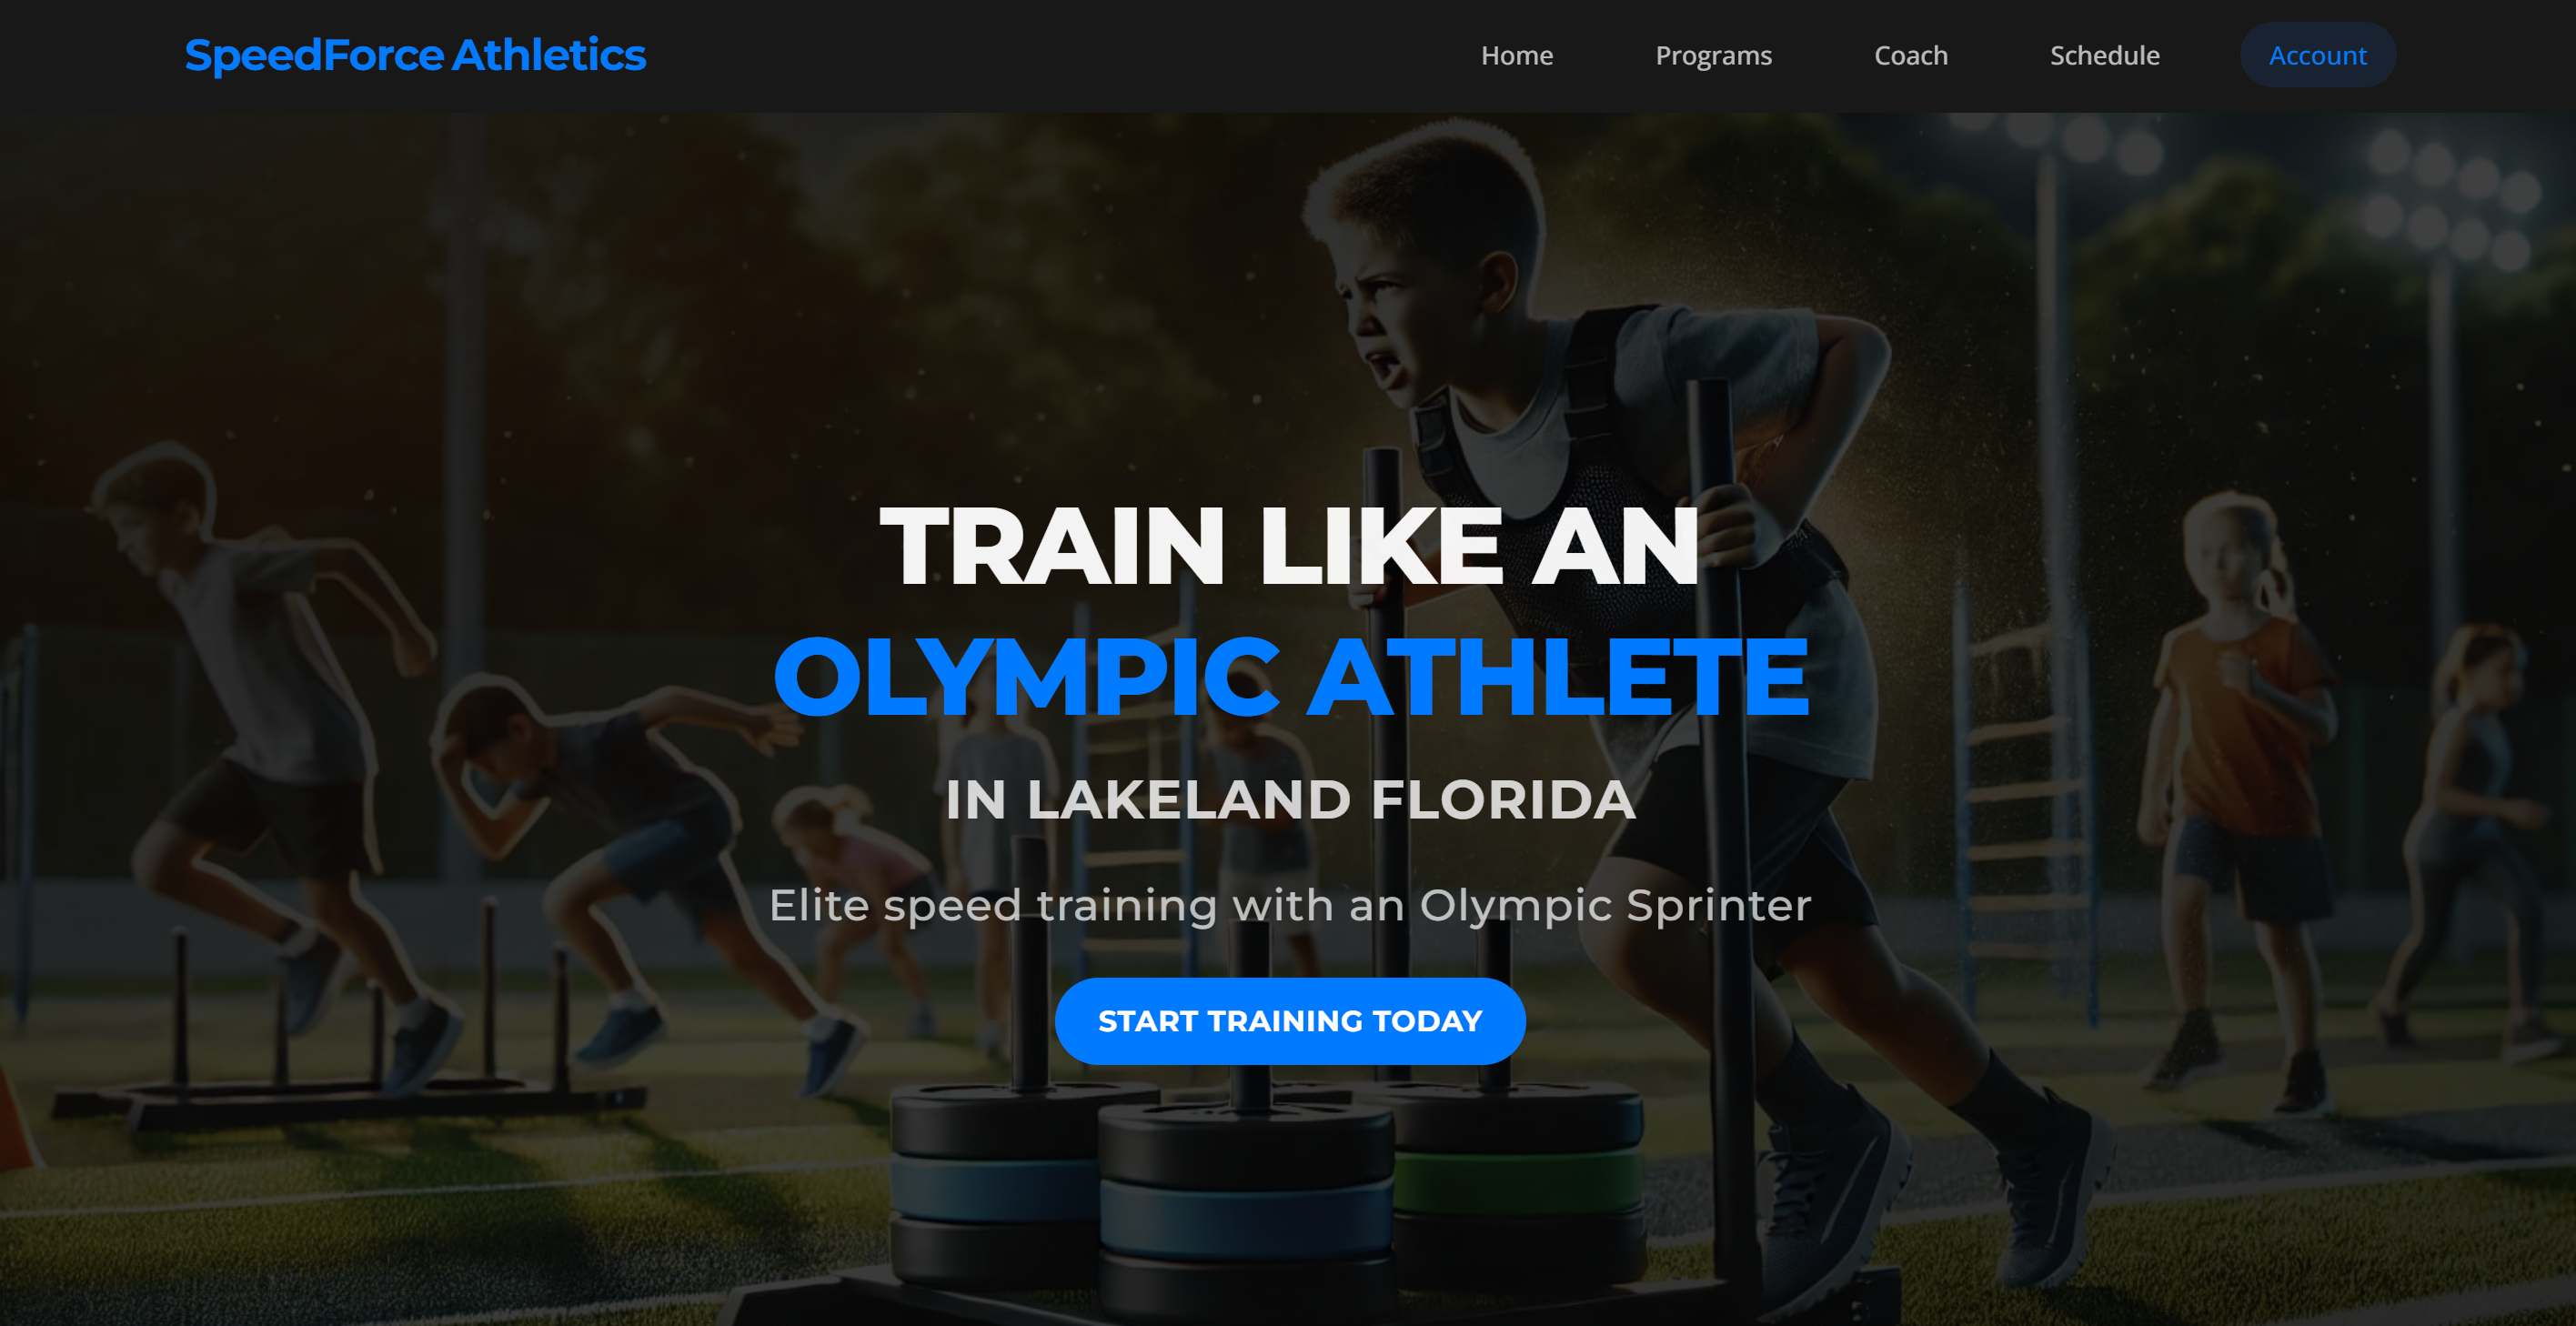 SpeedForce Athletics
Home
Programs
Coach
Schedule
Account
TRAIN LIKE AN
OLYMPIC ATHLETE
IN LAKELAND FLORIDA
Elite speed training with an Olympic Sprinter
START TRAINING TODAY